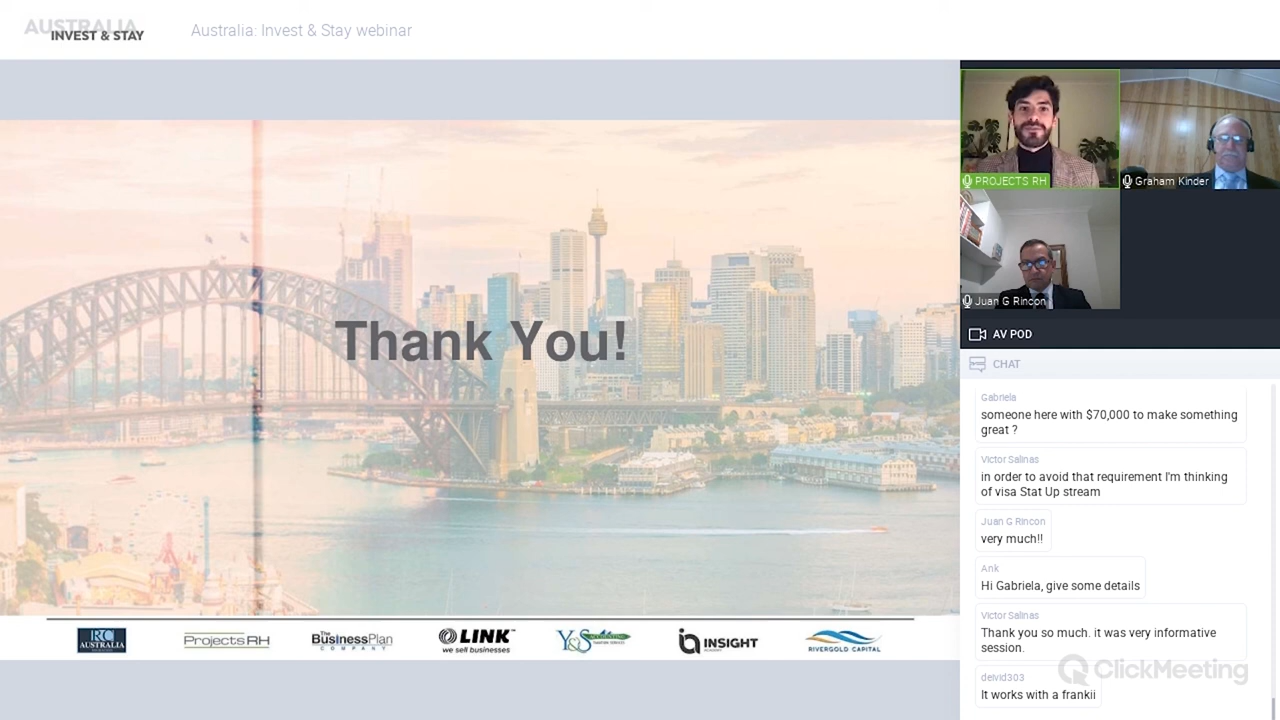 AUSTRALIA
INVEST & STAY
Australia: Invest & Stay webinar
Thank You!
RC
AUSTRALIA
Projects RH
The BusinessPlan
COMPANY
LINK
we sell businesses
Y&S ACCOUNTING
INSIGHT
RIVERGOLD CAPITAL
PROJECTS RH
Graham Kinder
Juan G Rincon
AV POD
CHAT
Gabriela
someone here with $70,000 to make something
great ?
Victor Salinas
in order to avoid that requirement I'm thinking
of visa Stat Up stream
Juan G Rincon
very much!!
Ank
Hi Gabriela, give some details
Victor Salinas
Thank you so much. it was very informative
session.
deivid303
It works with a frankii
ClickMeeting